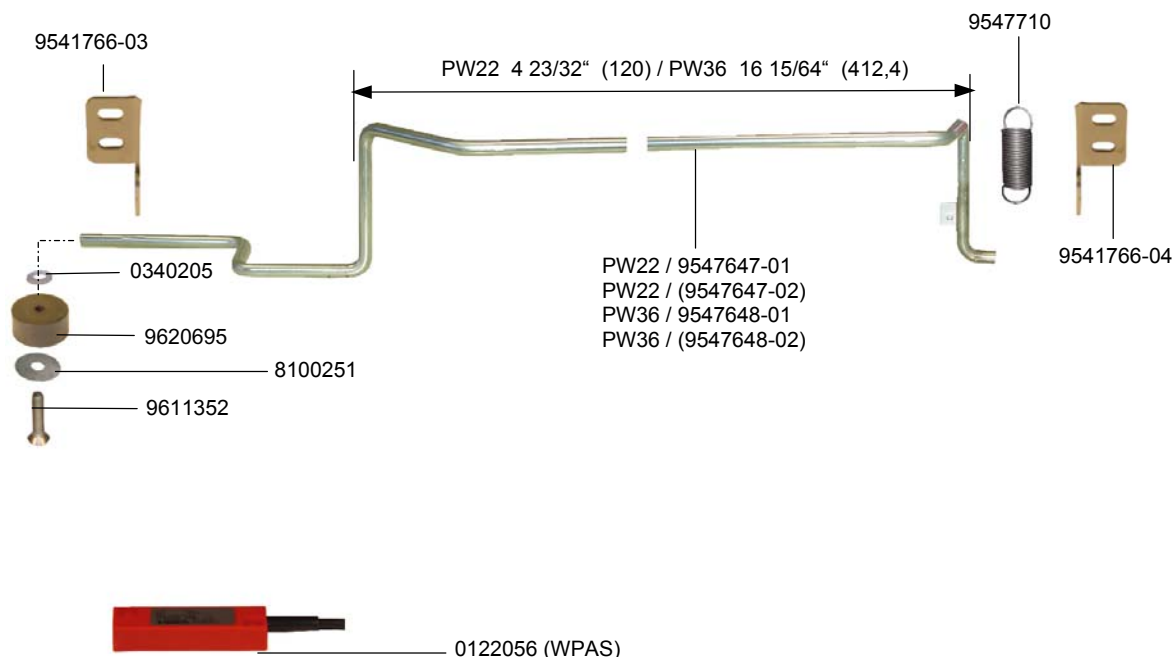 9547710
9541766-03
PW22 4 23/32“ (120) / PW36 16 15/64“ (412,4)
9541766-04
PW22 / 9547647-01
PW22 / (9547647-02)
PW36 / 9547648-01
PW36 / (9547648-02)
0340205
9620695
8100251
9611352
0122056 (WPAS)